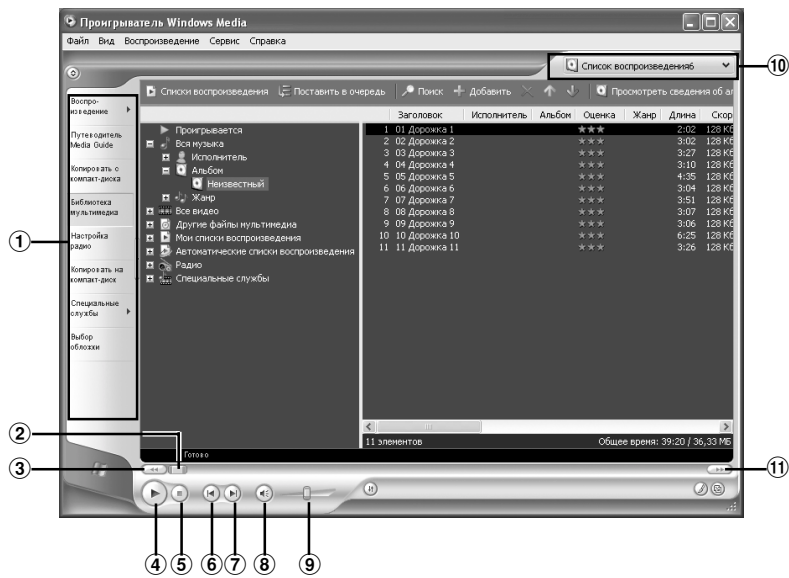 Проигрыватель Windows Media
Файл Вид Воспроизведение Сервис Справка
Список воспроизведения6
10
Списки воспроизведения Поставить в очередь Поиск Добавить Просмотреть сведения об ал
Воспро-
изведение
Путеводитель
Media Guide
Копировать с
компакт-диска
Библиотека
мультимедиа
Настройка
радио
Копировать на
компакт-диск
Специальные
службы
Выбор
обложки
1
Проигрывается
Вся музыка
Исполнитель
Альбом
Неизвестный
Жанр
Все видео
Другие файлы мультимедиа
Мои списки воспроизведения
Автоматические списки воспроизведения
Радио
Специальные службы
Заголовок Исполнитель Альбом Оценка Жанр Длина Скор
1 01 Дорожка 1 2:02 128 Кб
2 02 Дорожка 2 3:02 128 Кб
3 03 Дорожка 3 3:27 128 Кб
4 04 Дорожка 4 3:10 128 Кб
5 05 Дорожка 5 4:35 128 Кб
6 06 Дорожка 6 3:04 128 Кб
7 07 Дорожка 7 3:51 128 Кб
8 08 Дорожка 8 3:07 128 Кб
9 09 Дорожка 9 3:06 128 Кб
10 10 Дорожка 10 6:25 128 Кб
11 11 Дорожка 11 3:26 128 Кб
11 элементов Общее время: 39:20 / 36,33 МБ
Готово
2
3
11
4 5 6 7 8 9